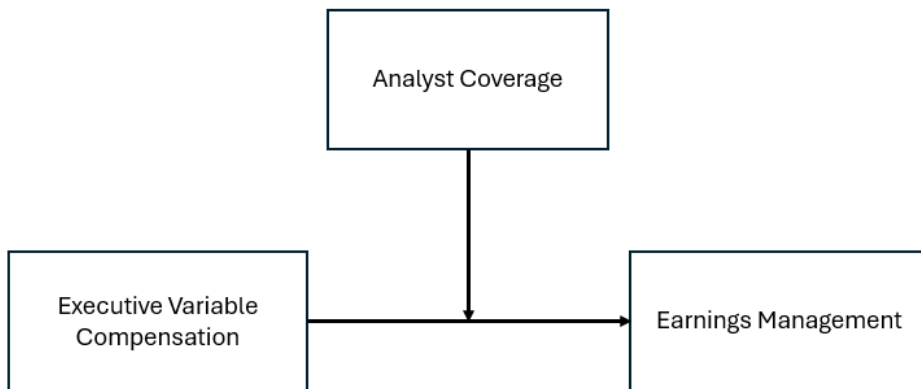 Analyst Coverage
Executive Variable
Compensation
Earnings Management